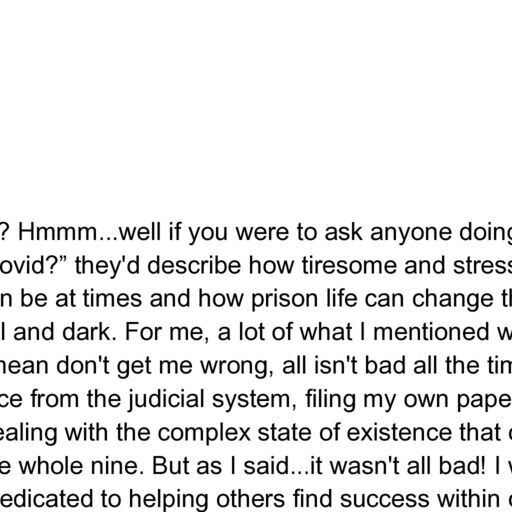 ? Hmmm...well if you were to ask anyone doing
ovid?” they'd describe how tiresome and stress
n be at times and how prison life can change th
l and dark. For me, a lot of what I mentioned w
mean don't get me wrong, all isn't bad all the tim
ce from the judicial system, filing my own pape
ealing with the complex state of existence that c
e whole nine. But as I said...it wasn't all bad! I w
edicated to helping others find success within o